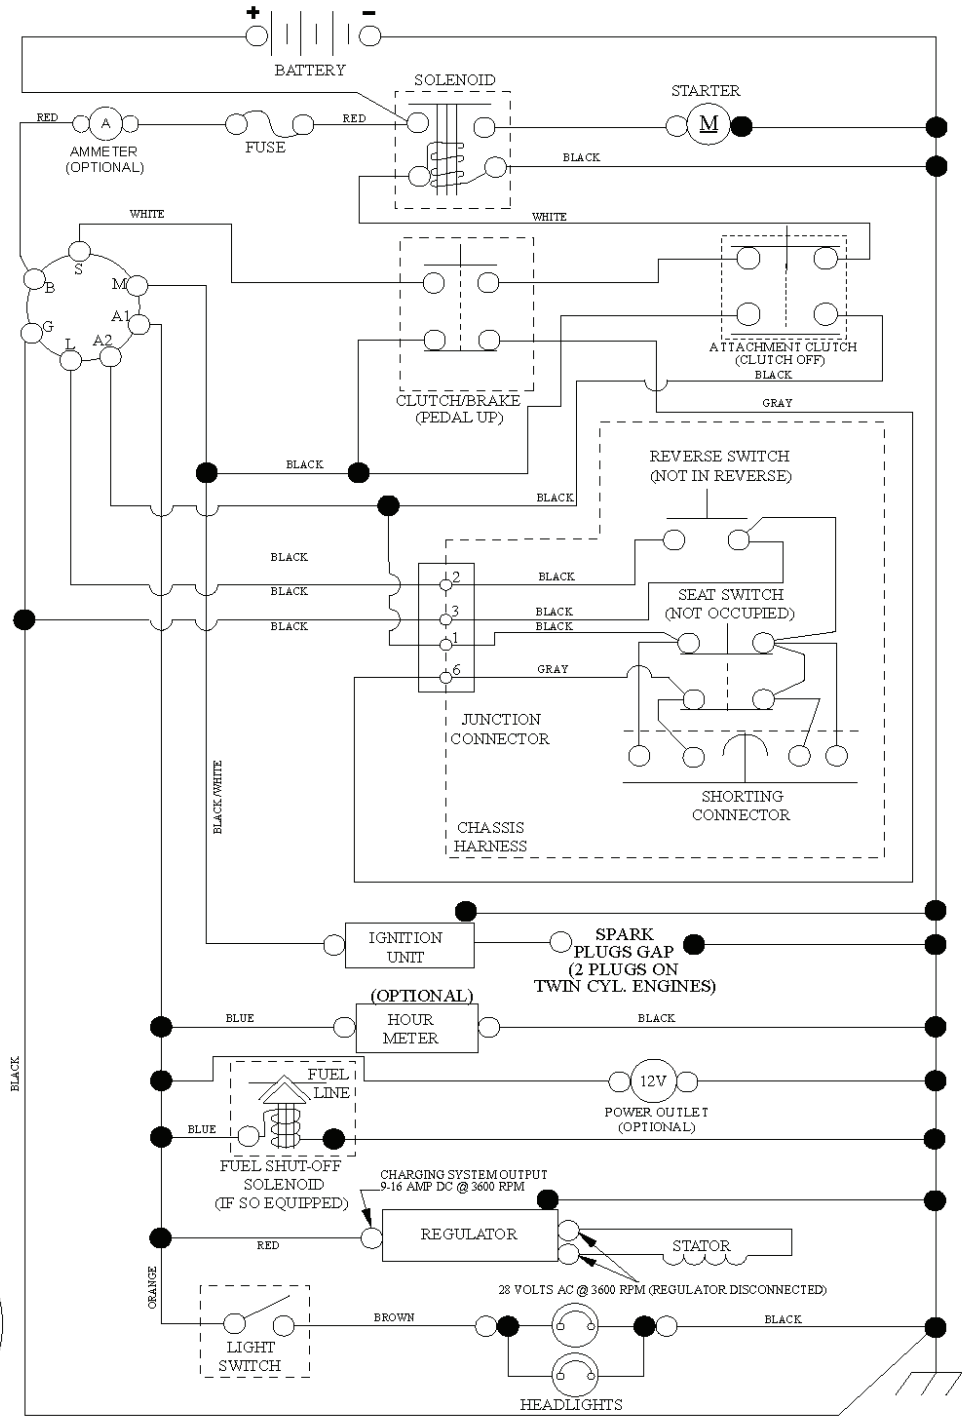 + -
BATTERY
SOLENOID
STARTER
RED
A
RED
M
AMMETER
(OPTIONAL)
FUSE
BLACK
WHITE
WHITE
S
B
M
G
A1
L
A2
ATTACHMENT CLUTCH
(CLUTCH OFF)
BLACK
CLUTCH/BRAKE
(PEDAL UP)
GRAY
BLACK
REVERSE SWITCH
(NOT IN REVERSE)
BLACK
BLACK
2
BLACK
BLACK
SEAT SWITCH
(NOT OCCUPIED)
3
BLACK
BLACK
BLACK
1
6
GRAY
JUNCTION
CONNECTOR
BLACK/WHITE
SHORTING
CONNECTOR
CHASSIS
HARNESS
IGNITION
UNIT
SPARK
PLUGS GAP
(2 PLUGS ON
TWIN CYL. ENGINES)
(OPTIONAL)
BLUE
HOUR
METER
BLACK
BLACK
FUEL
LINE
12V
POWER OUTLET
(OPTIONAL)
BLUE
FUEL SHUT-OFF
SOLENOID
(IF SO EQUIPPED)
CHARGING SYSTEM OUTPUT
9-16 AMP DC @ 3600 RPM
REGULATOR
RED
STATOR
ORANGE
28 VOLTS AC @ 3600 RPM (REGULATOR DISCONNECTED)
BROWN
BLACK
LIGHT
SWITCH
HEADLIGHTS